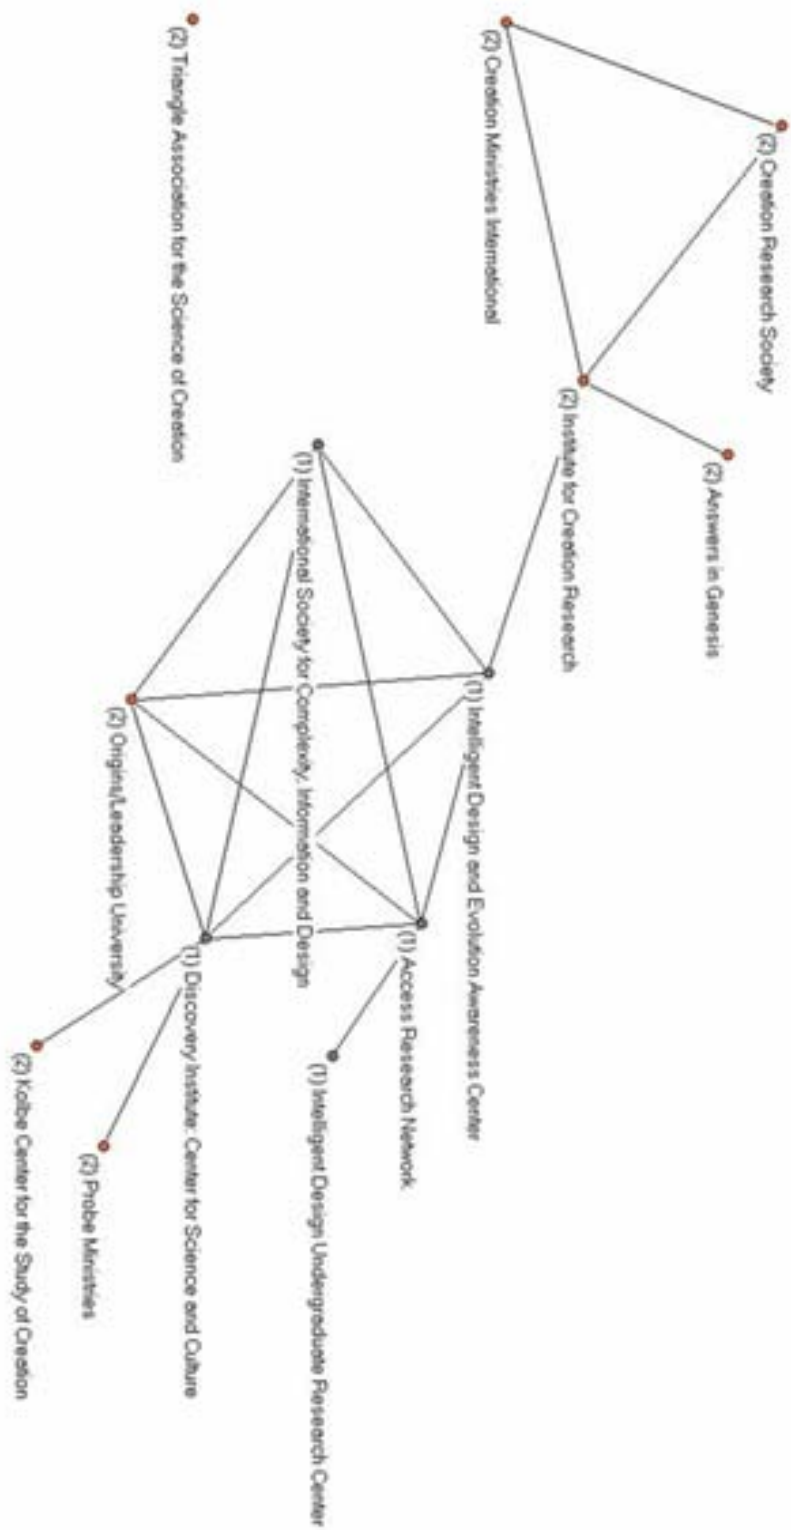 (2) Creation Research Society
(2) Answers in Genesis
(2) Institute for Creation Research
(2) Creation Ministries International
(1) Intelligent Design and Evolution Awareness Center
(1) Access Research Network
(1) Intelligent Design Undergraduate Research Center
(1) International Society for Complexity, Information and Design
(1) Discovery Institute: Center for Science and Culture
(2) Triangle Association for the Science of Creation
(2) Origins/Leadership University
(2) Probe Ministries
(2) Kolbe Center for the Study of Creation